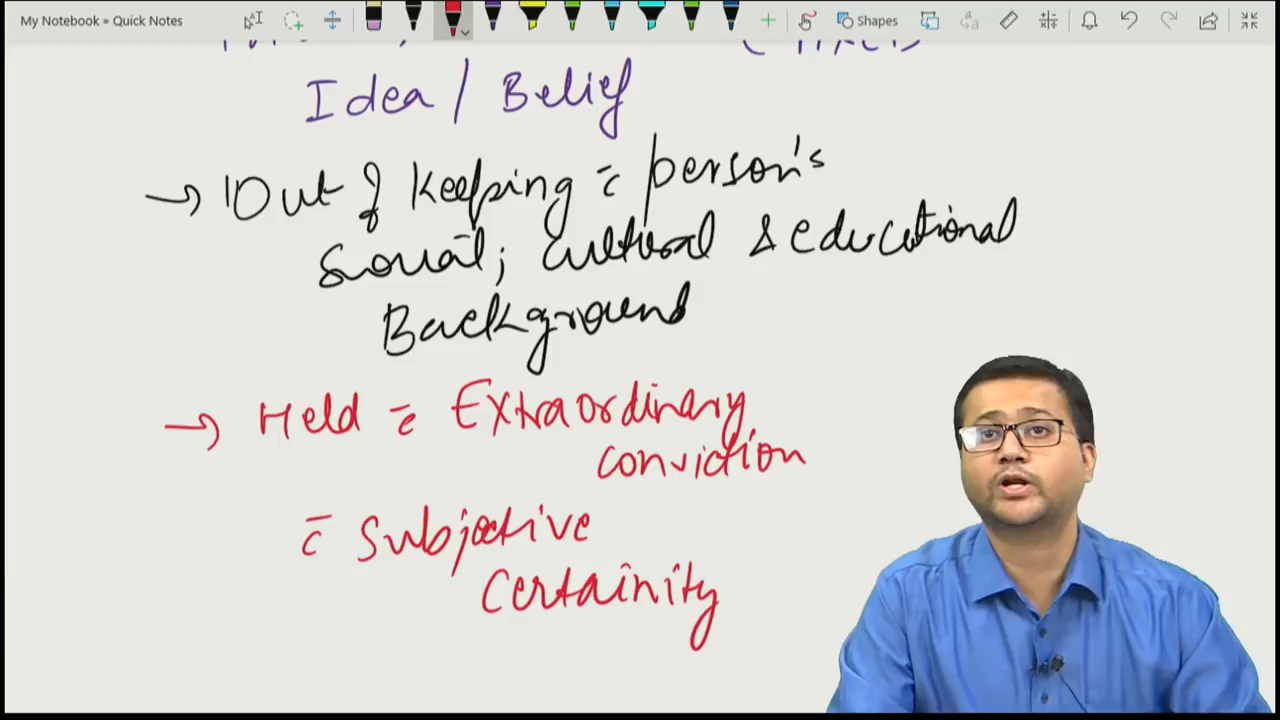 My Notebook » Quick Notes
Shapes
Idea / Belief
→ Out of keeping c̄ person's
Social; cultural & educational
Background
→ Held c̄ Extraordinary
conviction
c̄ Subjective
Certainity